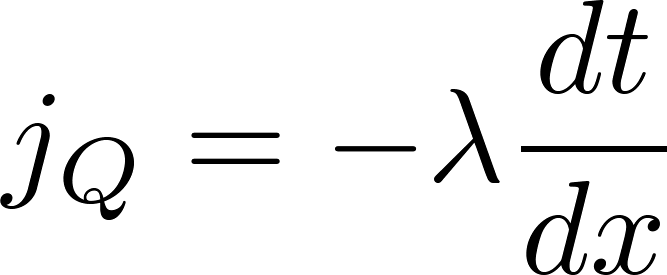 j_Q = −λ dt/dx